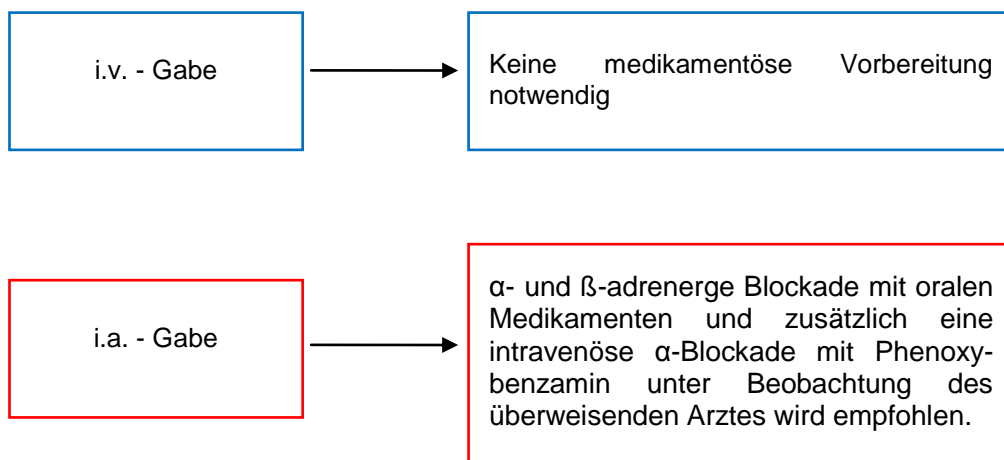 i.v. - Gabe
Keine medikamentöse Vorbereitung
notwendig
i.a. - Gabe
α- und ß-adrenerge Blockade mit oralen
Medikamenten und zusätzlich eine
intravenöse α-Blockade mit Phenoxy-
benzamin unter Beobachtung des
überweisenden Arztes wird empfohlen.